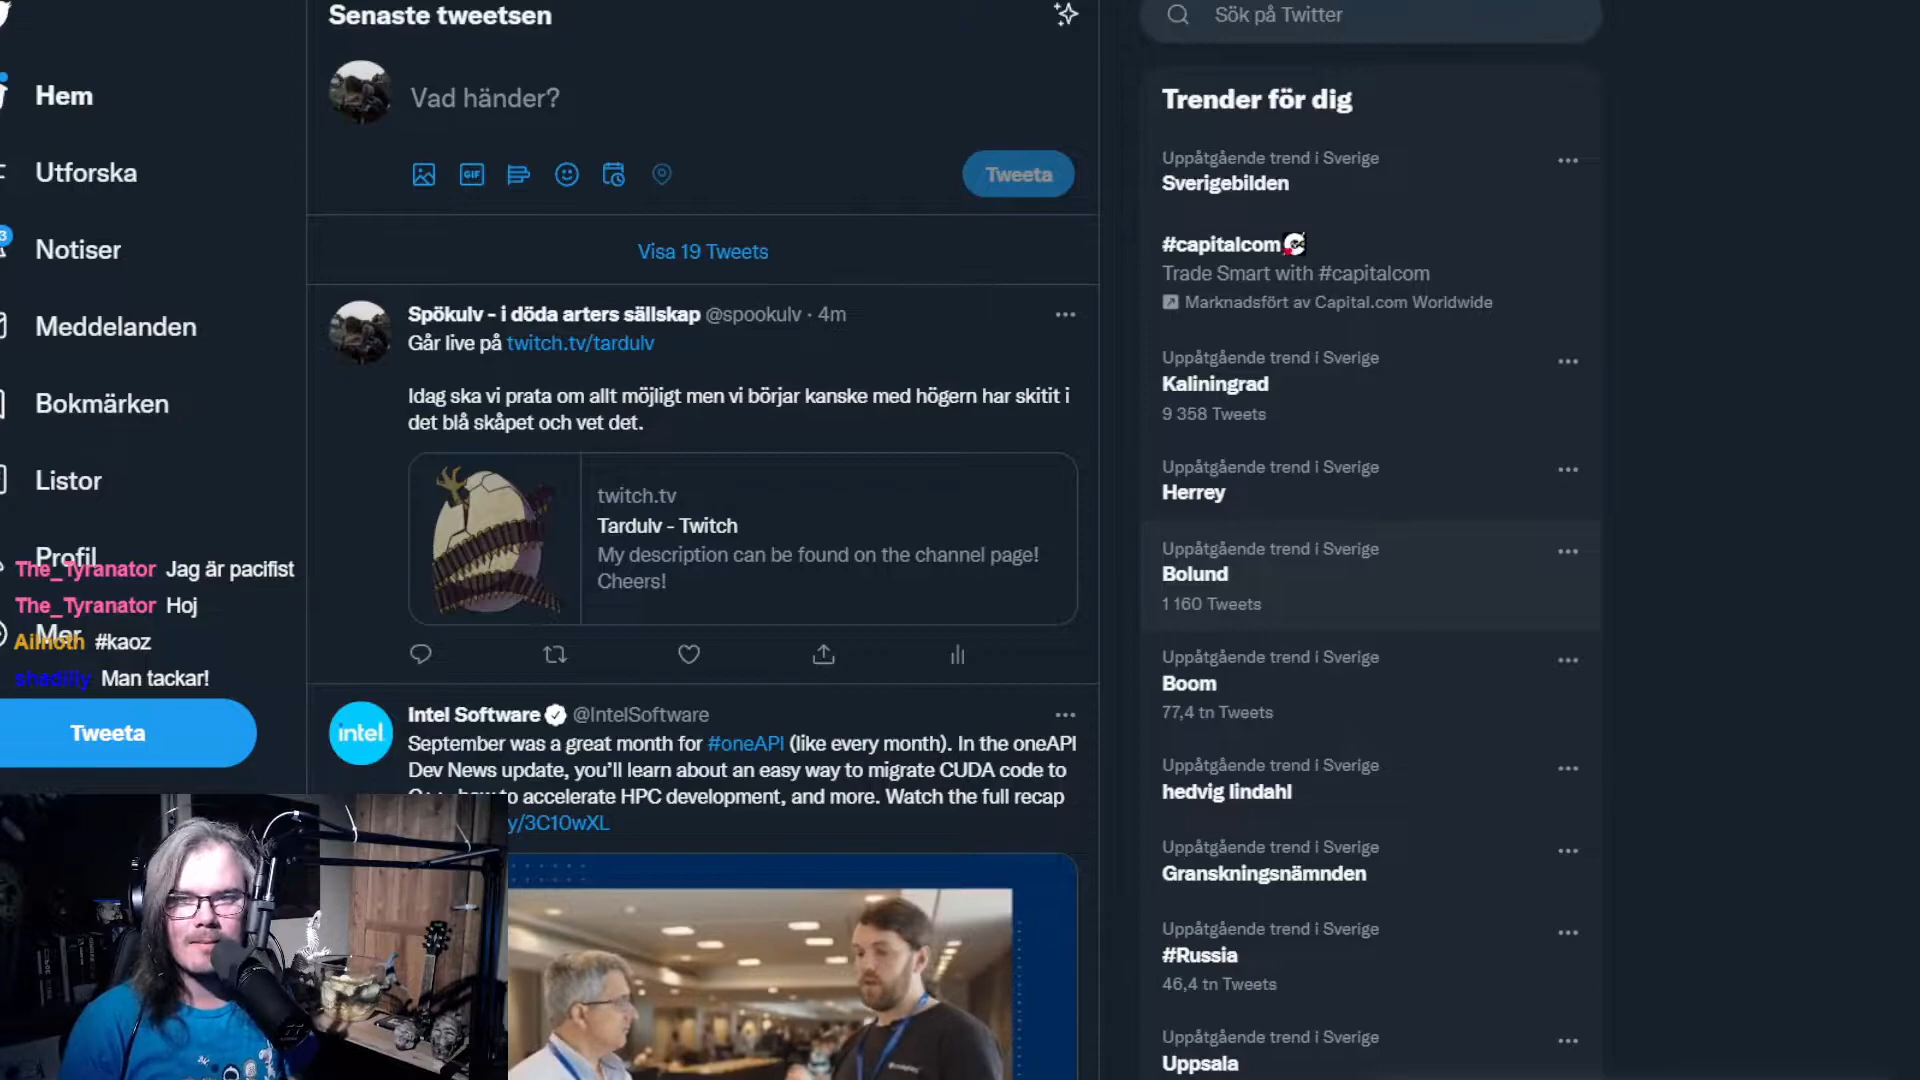 Senaste tweetsen
Sök på Twitter
Hem
Utforska
3
Notiser
Meddelanden
Bokmärken
Listor
Profil
Mer
The_Tyranator Jag är pacifist
The_Tyranator Hoj
#kaoz
shadilly Man tackar!
Tweeta
Vad händer?
GIF
Tweeta
Visa 19 Tweets
Spökulv - i döda arters sällskap @spookulv · 4m
Går live på twitch.tv/tardulv
Idag ska vi prata om allt möjligt men vi börjar kanske med högern har skitit i
det blå skåpet och vet det.
twitch.tv
Tardulv - Twitch
My description can be found on the channel page!
Cheers!
Intel Software @IntelSoftware
intel
September was a great month for #oneAPI (like every month). In the oneAPI
Dev News update, you’ll learn about an easy way to migrate CUDA code to
to accelerate HPC development, and more. Watch the full recap
y/3C10wXL
Trender för dig
Uppåtgående trend i Sverige
Sverigebilden
#capitalcom
Trade Smart with #capitalcom
Marknadsfört av Capital.com Worldwide
Uppåtgående trend i Sverige
Kaliningrad
9 358 Tweets
Uppåtgående trend i Sverige
Herrey
Uppåtgående trend i Sverige
Bolund
1 160 Tweets
Uppåtgående trend i Sverige
Boom
77,4 tn Tweets
Uppåtgående trend i Sverige
hedvig lindahl
Uppåtgående trend i Sverige
Granskningsnämnden
Uppåtgående trend i Sverige
#Russia
46,4 tn Tweets
Uppåtgående trend i Sverige
Uppsala